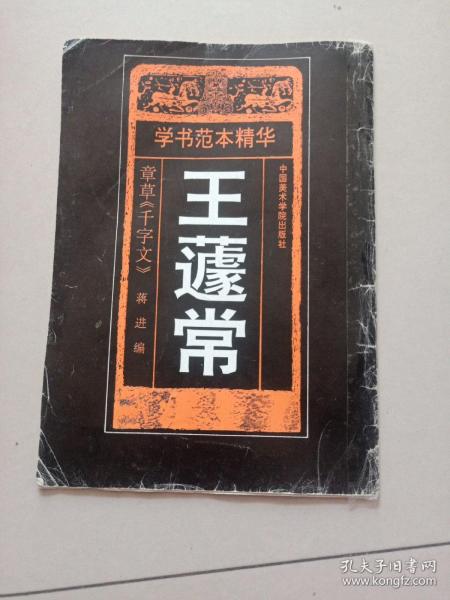 学书范本精华
中国美术学院出版社
王蘧常
章草《千字文》
蒋进编
孔夫子旧书网
www.kongfz.com